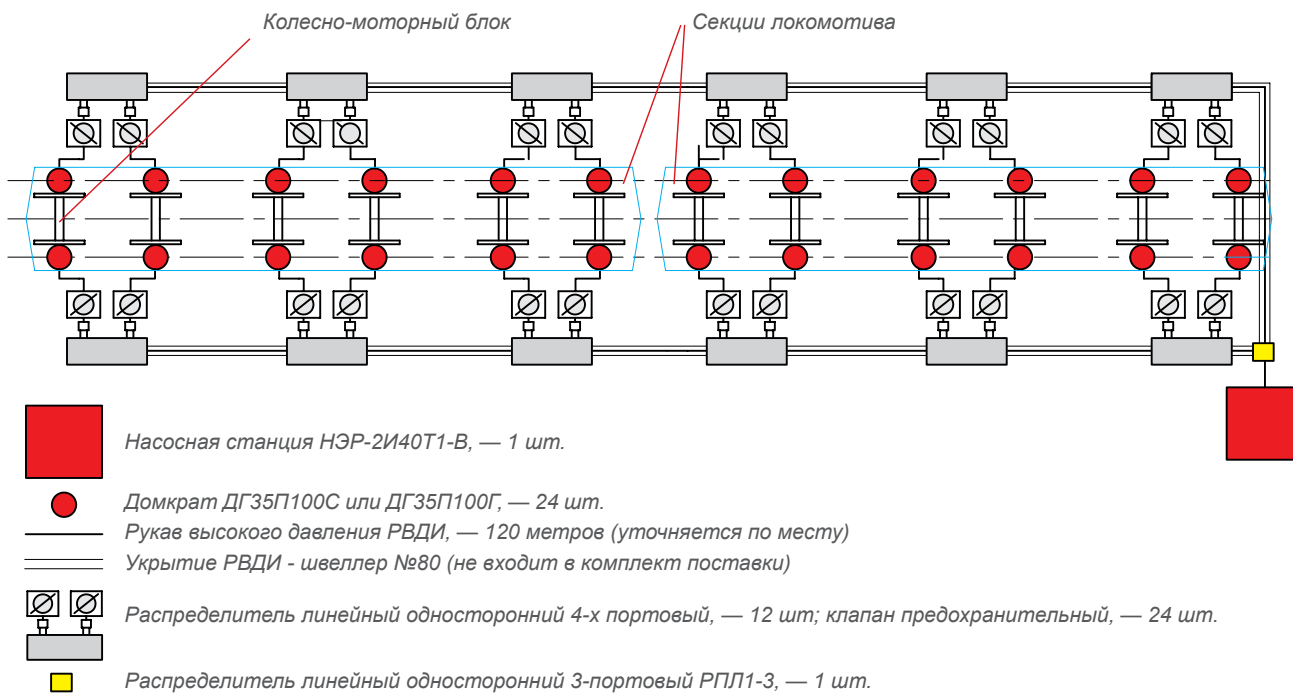 Колесно-моторный блок
Секции локомотива
Насосная станция НЭР-2И40Т1-В, — 1 шт.
Домкрат ДГ35П100С или ДГ35П100Г, — 24 шт.
Рукав высокого давления РВДИ, — 120 метров (уточняется по месту)
Укрытие РВДИ - швеллер №80 (не входит в комплект поставки)
Распределитель линейный односторонний 4-х портовый, — 12 шт; клапан предохранительный, — 24 шт.
Распределитель линейный односторонний 3-портовый РПЛ1-3, — 1 шт.